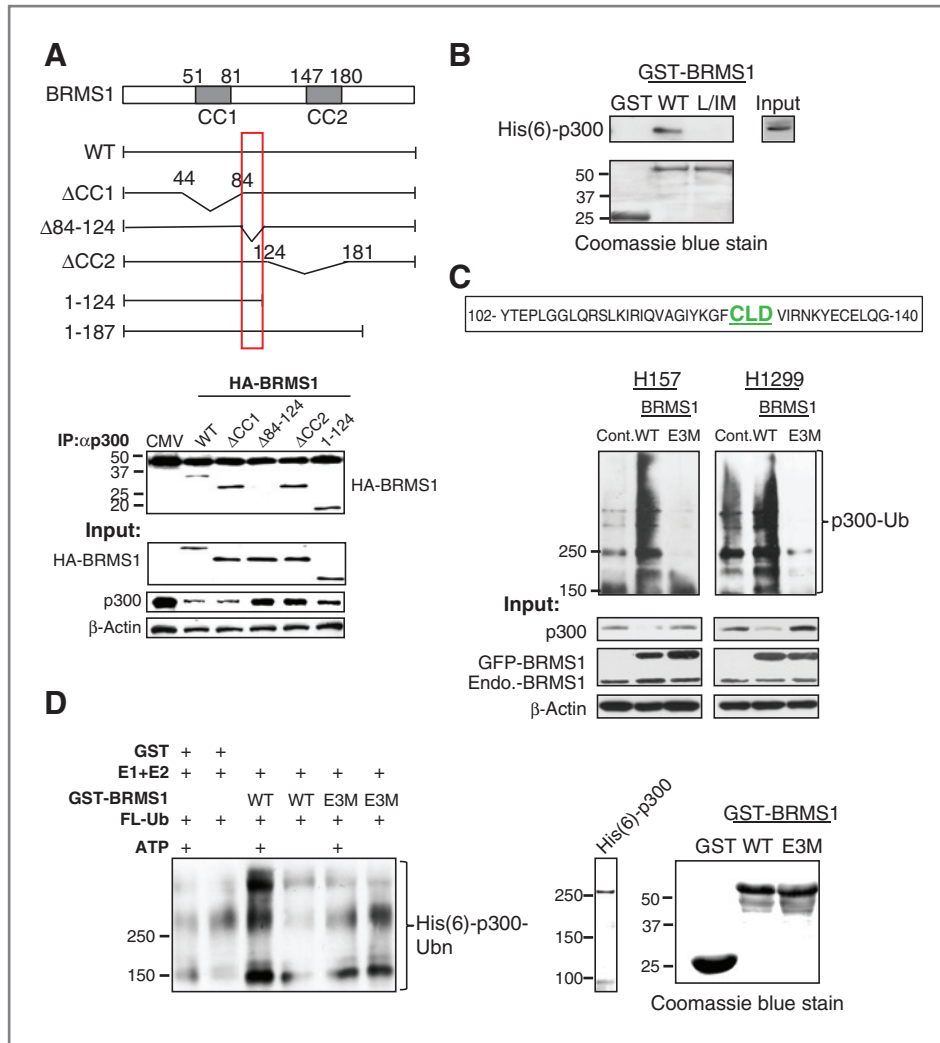 A
51 81 147 180
BRMS1
CC1 CC2
WT
44 84
ΔCC1
Δ84-124
124 181
ΔCC2
1-124
1-187
HA-BRMS1
IP:αp300 CMV WT ΔCC1 Δ84-124 ΔCC2 1-124
50
37
25
20
HA-BRMS1
Input:
HA-BRMS1
p300
β-Actin
B
GST-BRMS1
GST WT L/IM Input
His(6)-p300
50
37
25
Coomassie blue stain
C
102- YTEPLGGLQRSLKIRIQVAGIYKGFCLD VIRNKYECELQG-140
H157 H1299
BRMS1 BRMS1
Cont. WT E3M Cont. WT E3M
p300-Ub
250
150
Input:
p300
GFP-BRMS1
Endo.-BRMS1
β-Actin
D
GST + +
E1+E2 + + + + + +
GST-BRMS1 WT WT E3M E3M
FL-Ub + + + + + +
ATP + + +
250
150
His(6)-p300-
Ubn
His(6)-p300
250
150
100
GST-BRMS1
GST WT E3M
50
37
25
Coomassie blue stain